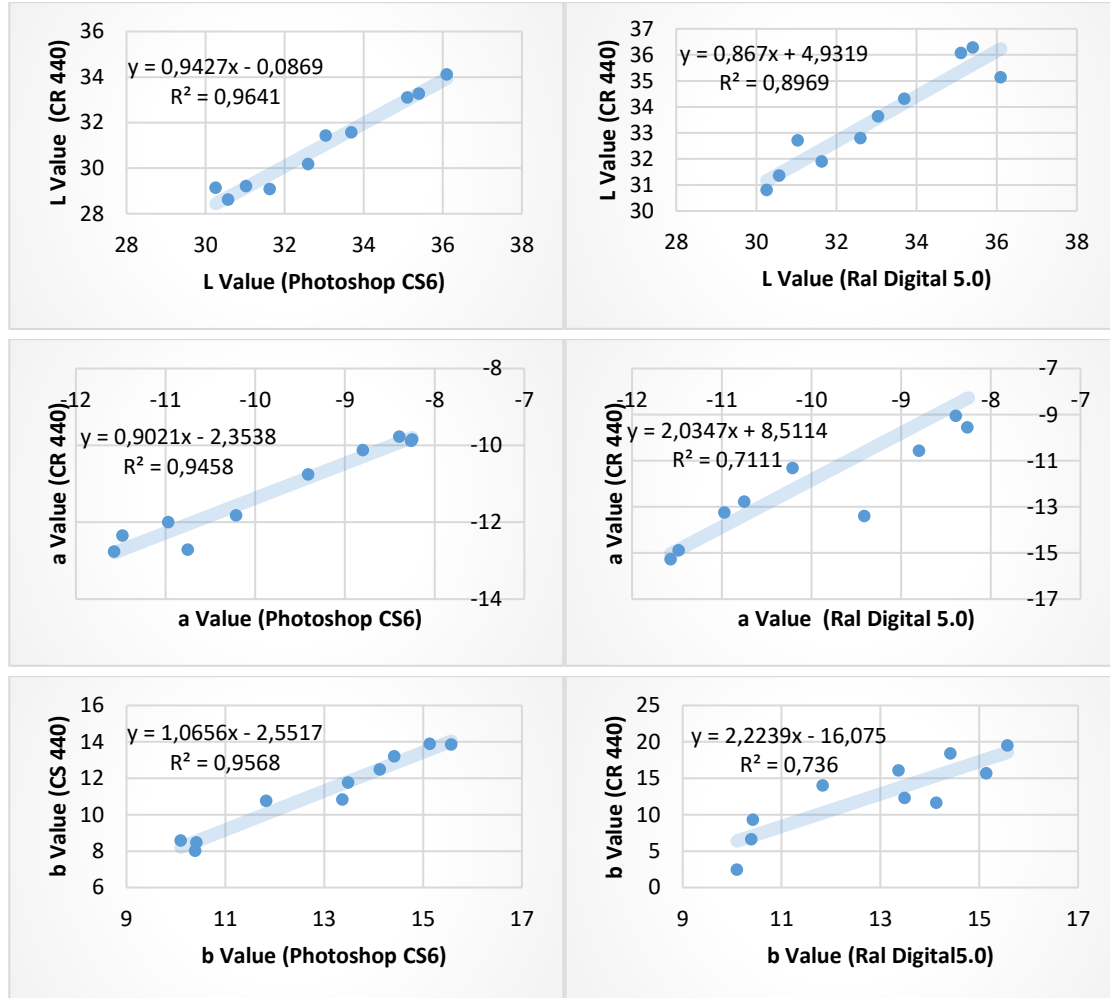 L Value  (CR 440)
36
34
32
30
28
y = 0,9427x - 0,0869
R² = 0,9641
28 30 32 34 36 38
L Value (Photoshop CS6)
L Value (CR 440)
37
36
35
34
33
32
31
30
y = 0,867x + 4,9319
R² = 0,8969
28 30 32 34 36 38
L Value (Ral Digital 5.0)
a Value (CR 440)
-8
-12 -11 -10 -9 -8 -7
-10
y = 0,9021x - 2,3538
R² = 0,9458
-12
-14
a Value (Photoshop CS6)
a Value (CR 440)
-7
-12 -11 -10 -9 -8 -7
-9
y = 2,0347x + 8,5114
R² = 0,7111
-11
-13
-15
-17
a Value  (Ral Digital 5.0)
b Value (CS 440)
16
14
12
10
8
6
y = 1,0656x - 2,5517
R² = 0,9568
9 11 13 15 17
b Value (Photoshop CS6)
b Value (CR 440)
25
20
15
10
5
0
y = 2,2239x - 16,075
R² = 0,736
9 11 13 15 17
b Value (Ral Digital5.0)